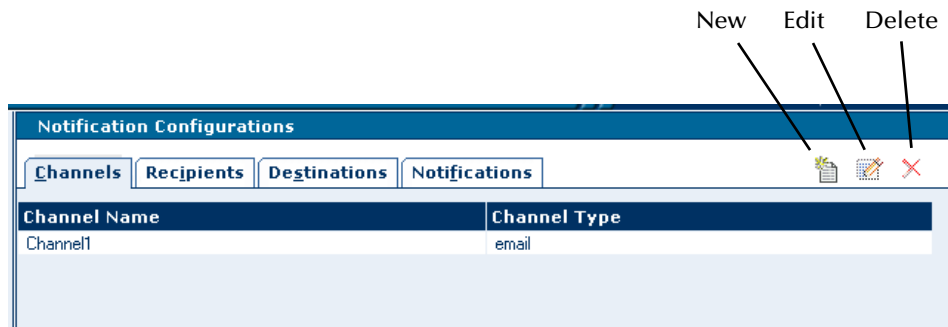 New Edit Delete
Notification Configurations
Channels Recipients Destinations Notifications
Channel Name Channel Type
Channel1 email